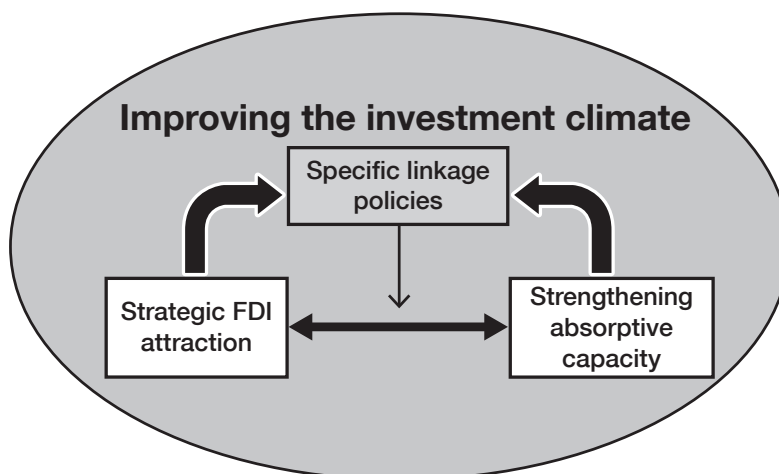 Improving the investment climate
Specific linkage
policies
Strategic FDI
attraction
Strengthening
absorptive
capacity